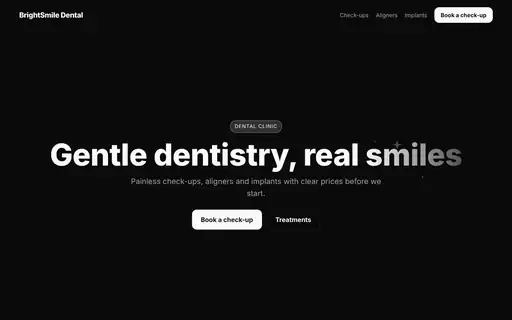 BrightSmile Dental
Check-ups Aligners Implants Book a check-up
DENTAL CLINIC
Gentle dentistry, real smiles
Painless check-ups, aligners and implants with clear prices before we
start.
Book a check-up Treatments